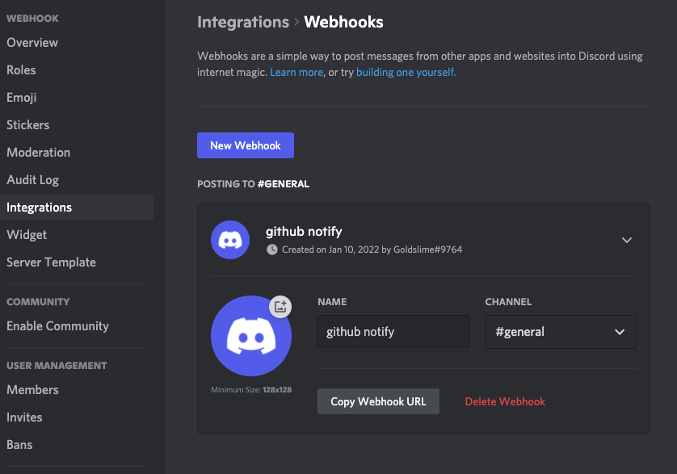 WEBHOOK
Overview
Roles
Emoji
Stickers
Moderation
Audit Log
Integrations
Widget
Server Template
COMMUNITY
Enable Community
USER MANAGEMENT
Members
Invites
Bans
Integrations > Webhooks
Webhooks are a simple way to post messages from other apps and websites into Discord using
internet magic. Learn more, or try building one yourself.
New Webhook
POSTING TO #GENERAL
github notify
Created on Jan 10, 2022 by Goldslime#9764
NAME
CHANNEL
github notify
#general
Minimum Size: 128x128
Copy Webhook URL
Delete Webhook